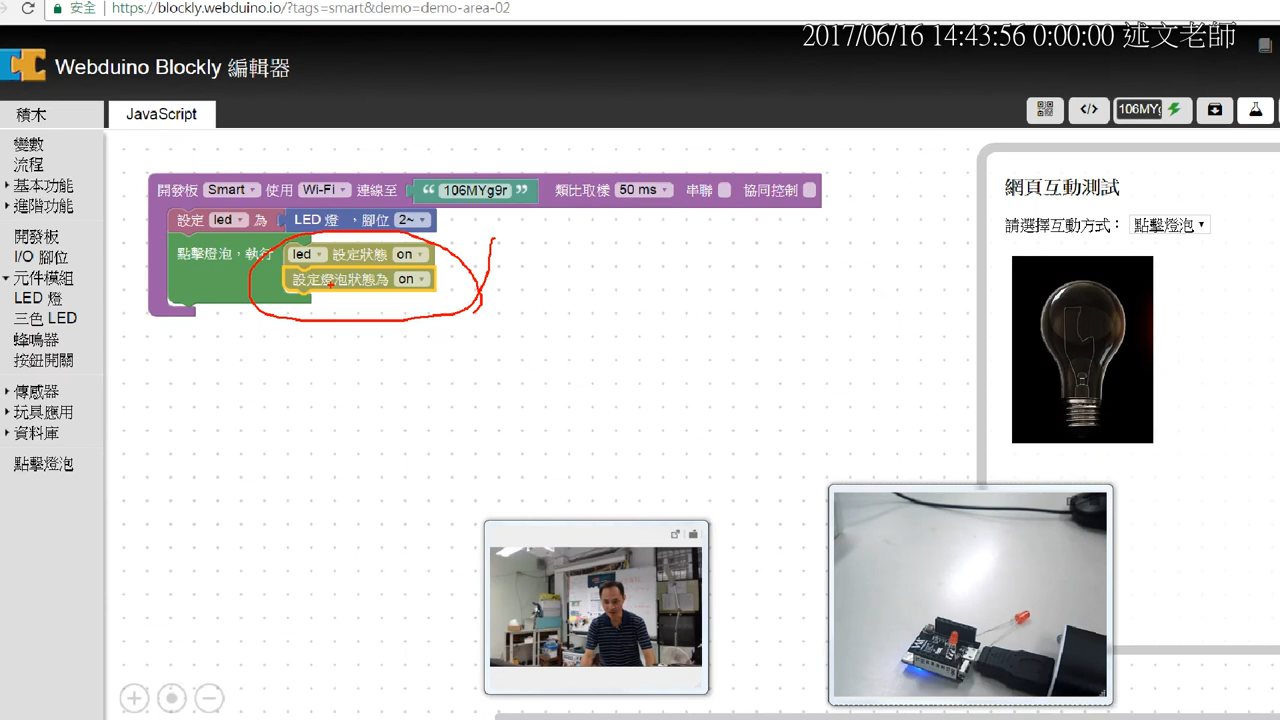 安全 https://blockly.webduino.io/?tags=smart&demo=demo-area-02
2017/06/16 14:43:56 0:00:00 述文老師
Webduino Blockly 編輯器
積木
JavaScript
</>
106MYg
變數
流程
基本功能
進階功能
開發板
I/O 腳位
元件模組
LED 燈
三色 LED
蜂鳴器
按鈕開關
傳感器
玩具應用
資料庫
點擊燈泡
開發板 Smart 使用 Wi-Fi 連線至 “ 106MYg9r ” 類比取樣 50 ms 串聯 協同控制
設定 led 為 LED 燈 ,腳位 2~
點擊燈泡,執行 led 設定狀態 on
設定燈泡狀態為 on
網頁互動測試
請選擇互動方式: 點擊燈泡